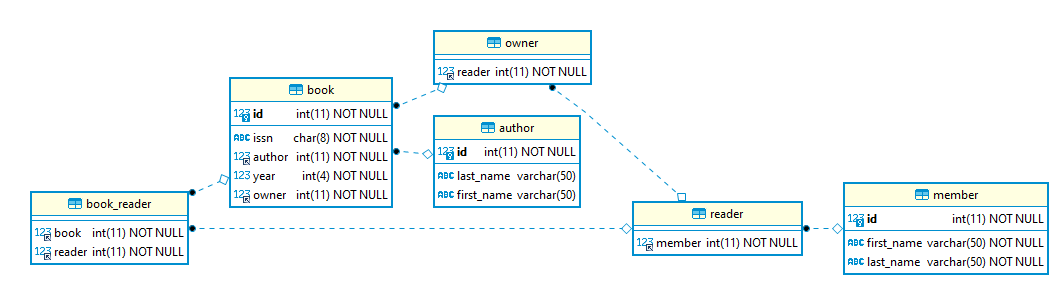 owner
123 reader int(11) NOT NULL
book
123 id int(11) NOT NULL
ABC issn char(8) NOT NULL
123 author int(11) NOT NULL
123 year int(4) NOT NULL
123 owner int(11) NOT NULL
author
123 id int(11) NOT NULL
ABC last_name varchar(50)
ABC first_name varchar(50)
book_reader
123 book int(11) NOT NULL
123 reader int(11) NOT NULL
reader
123 member int(11) NOT NULL
member
123 id int(11) NOT NULL
ABC first_name varchar(50) NOT NULL
ABC last_name varchar(50) NOT NULL